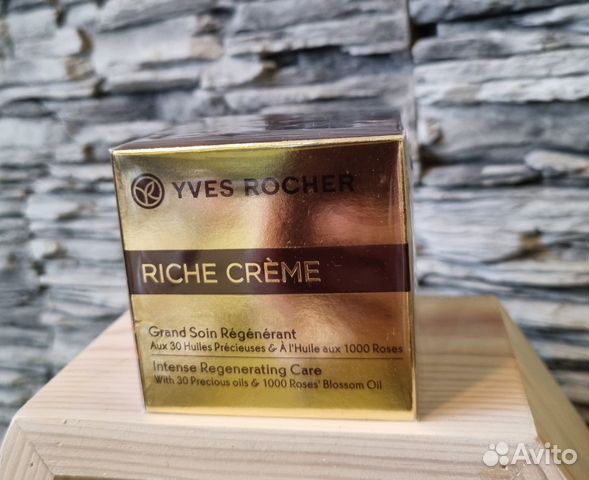 YVES ROCHER
RICHE CRÈME
Grand Soin Régénérant
Aux 30 Huiles Précieuses & À l'Huile aux 1000 Roses
Intense Regenerating Care
With 30 Precious oils & 1000 Roses' Blossom Oil
Avito